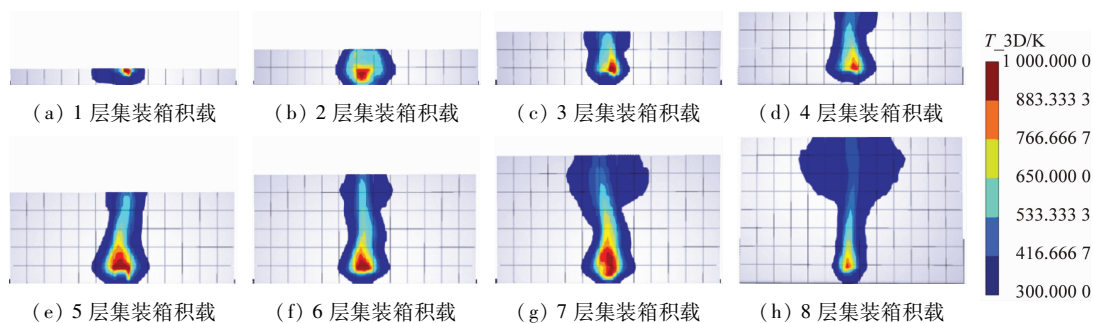 T_3D/K
1 000.000 0
883.333 3
766.666 7
650.000 0
533.333 3
416.666 7
300.000 0
(a) 1 层集装箱积载
(b) 2 层集装箱积载
(c) 3 层集装箱积载
(d) 4 层集装箱积载
(e) 5 层集装箱积载
(f) 6 层集装箱积载
(g) 7 层集装箱积载
(h) 8 层集装箱积载